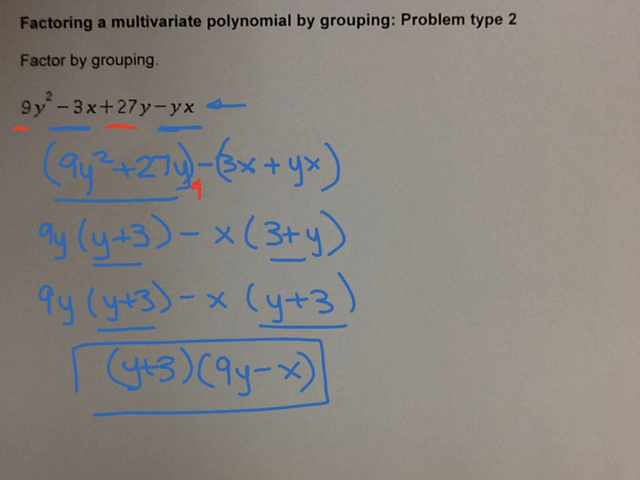 Factoring a multivariate polynomial by grouping: Problem type 2
Factor by grouping.
9y² − 3x + 27y − yx
(9y² + 27y) − (3x + yx)
9y (y+3) − x (3+y)
9y (y+3) − x (y+3)
(y+3)(9y − x)